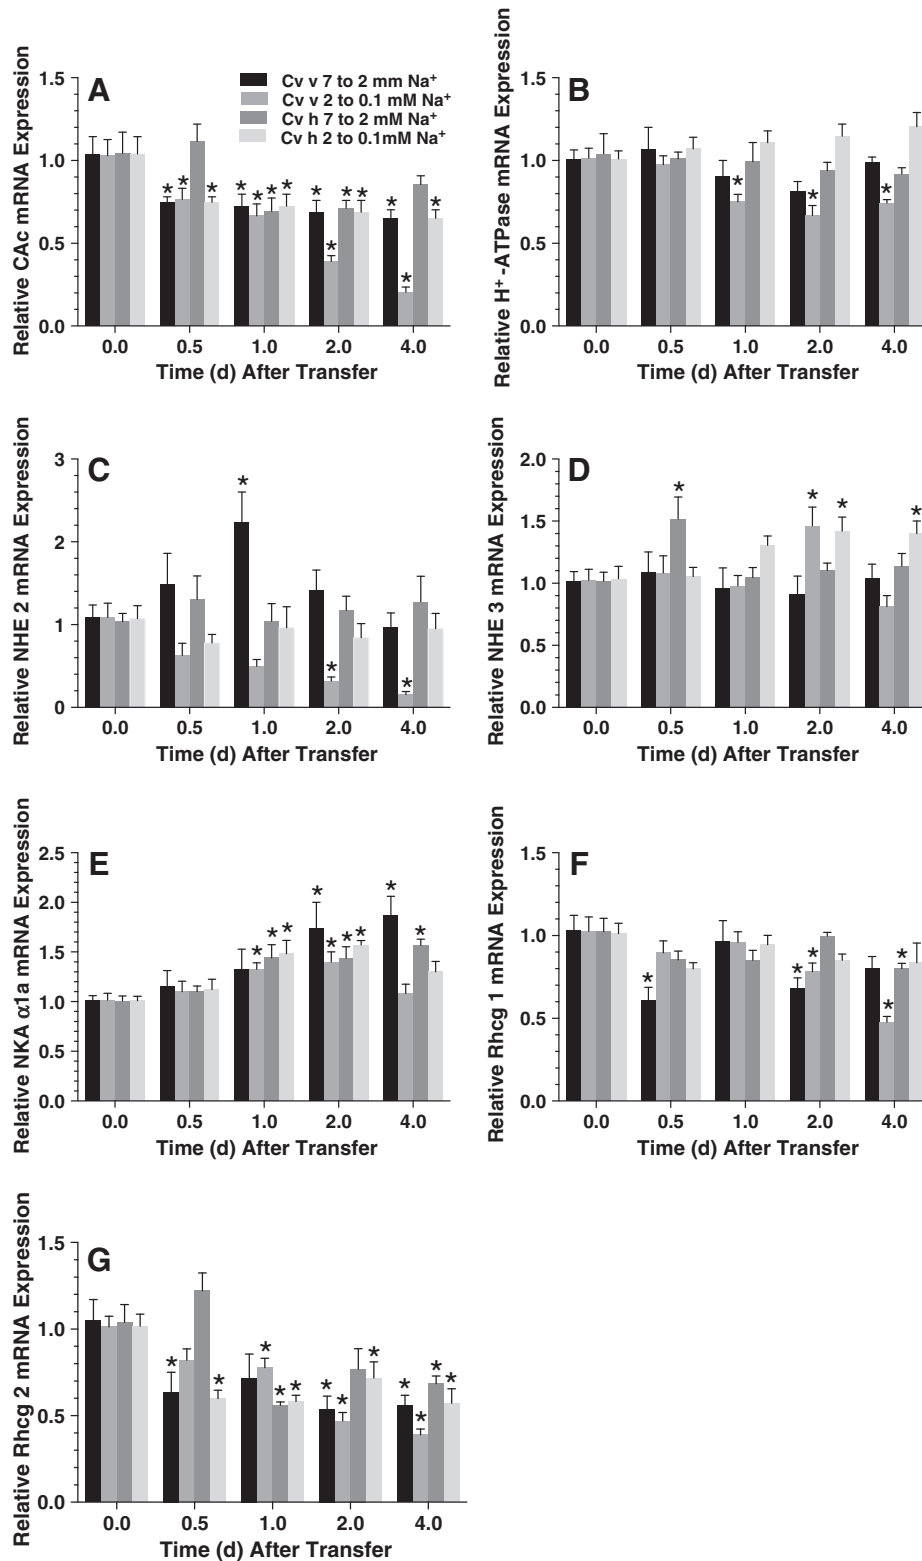 A
Relative CAc mRNA Expression
1.5
1.0
0.5
0.0
Cv v 7 to 2 mm Na⁺
Cv v 2 to 0.1 mM Na⁺
Cv h 7 to 2 mM Na⁺
Cv h 2 to 0.1mM Na⁺
* * *
* * * *
* * * *
* * *
0.0 0.5 1.0 2.0 4.0
Time (d) After Transfer
B
Relative H⁺ -ATPase mRNA Expression
1.5
1.0
0.5
0.0
* * *
0.0 0.5 1.0 2.0 4.0
Time (d) After Transfer
C
Relative NHE 2 mRNA Expression
3
2
1
0
* * *
0.0 0.5 1.0 2.0 4.0
Time (d) After Transfer
D
Relative NHE 3 mRNA Expression
2.0
1.5
1.0
0.5
0.0
* * * *
0.0 0.5 1.0 2.0 4.0
Time (d) After Transfer
E
Relative NKA α1a mRNA Expression
2.5
2.0
1.5
1.0
0.5
0.0
* * *
* * * *
* *
0.0 0.5 1.0 2.0 4.0
Time (d) After Transfer
F
Relative Rhcg 1 mRNA Expression
1.5
1.0
0.5
0.0
*
* *
* *
0.0 0.5 1.0 2.0 4.0
Time (d) After Transfer
G
Relative Rhcg 2 mRNA Expression
1.5
1.0
0.5
0.0
* *
* * *
* * *
* * * *
0.0 0.5 1.0 2.0 4.0
Time (d) After Transfer